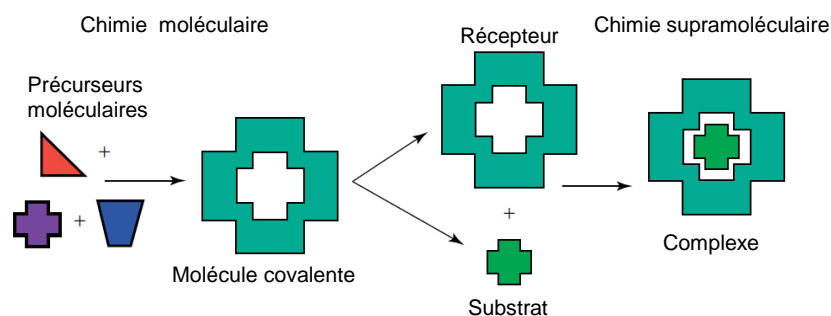 Chimie moléculaire
Précurseurs
moléculaires
+
+
Molécule covalente
Récepteur
+
Substrat
Chimie supramoléculaire
Complexe